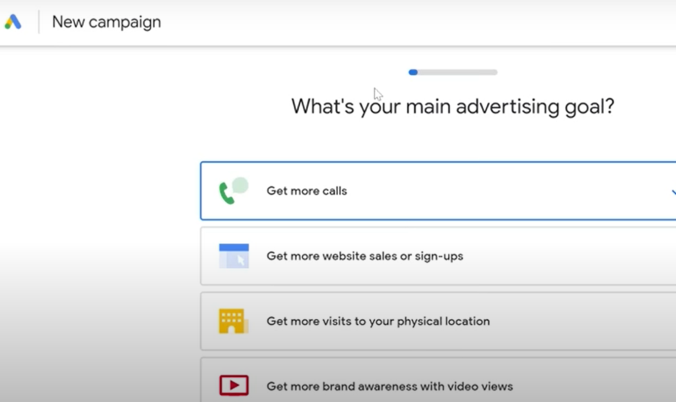 New campaign
What's your main advertising goal?
Get more calls
Get more website sales or sign-ups
Get more visits to your physical location
Get more brand awareness with video views